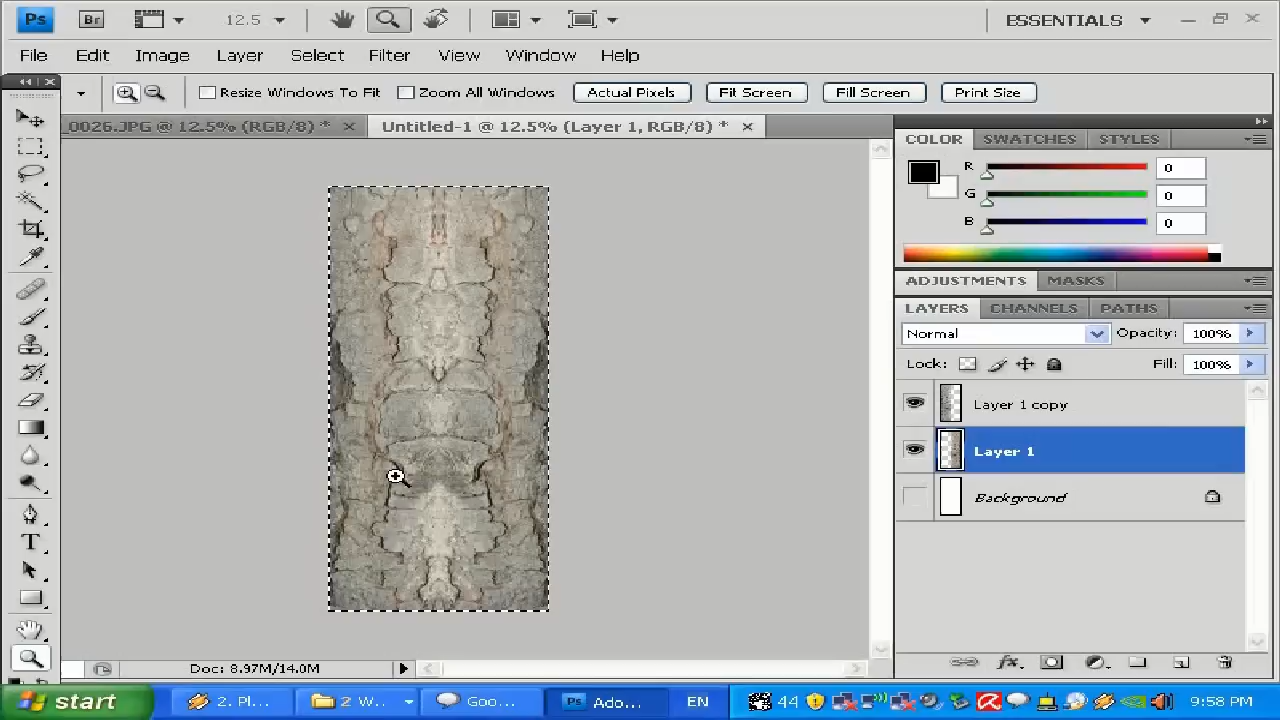 Ps Br 12.5 ESSENTIALS
File Edit Image Layer Select Filter View Window Help
Resize Windows To Fit Zoom All Windows Actual Pixels Fit Screen Fill Screen Print Size
_0026.JPG @ 12.5% (RGB/8) * Untitled-1 @ 12.5% (Layer 1, RGB/8) *
COLOR SWATCHES STYLES
R 0
G 0
B 0
ADJUSTMENTS MASKS
LAYERS CHANNELS PATHS
Normal Opacity: 100%
Lock: Fill: 100%
Layer 1 copy
Layer 1
Background
T
fx
Doc: 8.97M/14.0M
start 2. Pl... 2 W... Goo... Ps Ado... EN 44 9:58 PM